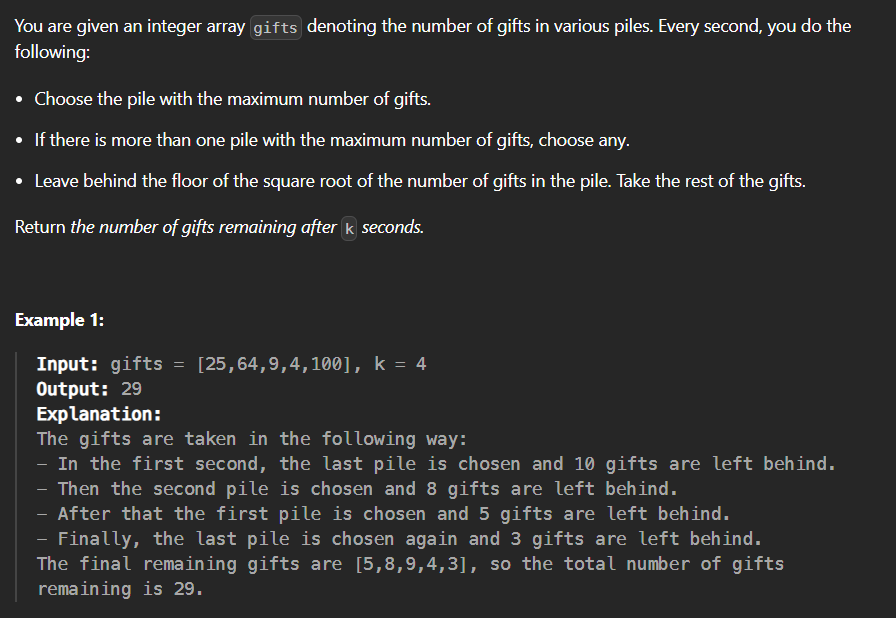 You are given an integer array gifts denoting the number of gifts in various piles. Every second, you do the
following:
• Choose the pile with the maximum number of gifts.
• If there is more than one pile with the maximum number of gifts, choose any.
• Leave behind the floor of the square root of the number of gifts in the pile. Take the rest of the gifts.
Return the number of gifts remaining after k seconds.
Example 1:
Input: gifts = [25,64,9,4,100], k = 4
Output: 29
Explanation:
The gifts are taken in the following way:
- In the first second, the last pile is chosen and 10 gifts are left behind.
- Then the second pile is chosen and 8 gifts are left behind.
- After that the first pile is chosen and 5 gifts are left behind.
- Finally, the last pile is chosen again and 3 gifts are left behind.
The final remaining gifts are [5,8,9,4,3], so the total number of gifts
remaining is 29.